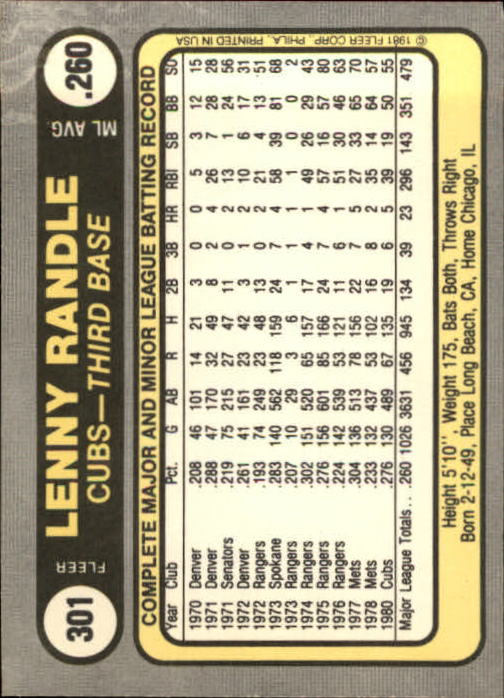 301
FLEER
LENNY RANDLE
CUBS—THIRD BASE
ML AVG.
.260
COMPLETE MAJOR AND MINOR LEAGUE BATTING RECORD
Year Club Pct. G AB R H 2B 3B HR RBI SB BB SO
1970 Denver .208 46 101 14 21 3 0 0 5 3 12 15
1971 Denver .288 47 170 32 49 8 2 4 26 7 28 28
1971 Senators .219 75 215 27 47 11 0 2 13 1 24 56
1972 Denver .261 41 161 23 42 3 1 2 10 6 17 31
1972 Rangers .193 74 249 23 48 13 0 2 21 4 13 51
1973 Spokane .283 140 562 118 159 24 7 4 58 39 81 68
1973 Rangers .207 10 29 3 6 1 1 1 1 0 0 2
1974 Rangers .302 151 520 65 157 17 4 1 49 26 29 43
1975 Rangers .276 156 601 85 166 24 7 4 57 16 57 80
1976 Rangers .224 142 539 53 121 11 6 1 51 30 46 63
1977 Mets .304 136 513 78 156 22 7 5 27 33 65 70
1978 Mets .233 132 437 53 102 16 8 2 35 14 64 57
1980 Cubs .276 130 489 67 135 19 6 5 39 19 50 55
Major League Totals... .260 1026 3631 456 945 134 39 23 296 143 351 479
Height 5'10", Weight 175, Bats Both, Throws Right
Born 2-12-49, Place Long Beach, CA, Home Chicago, IL
© 1981 FLEER CORP., PHILA., PRINTED IN USA